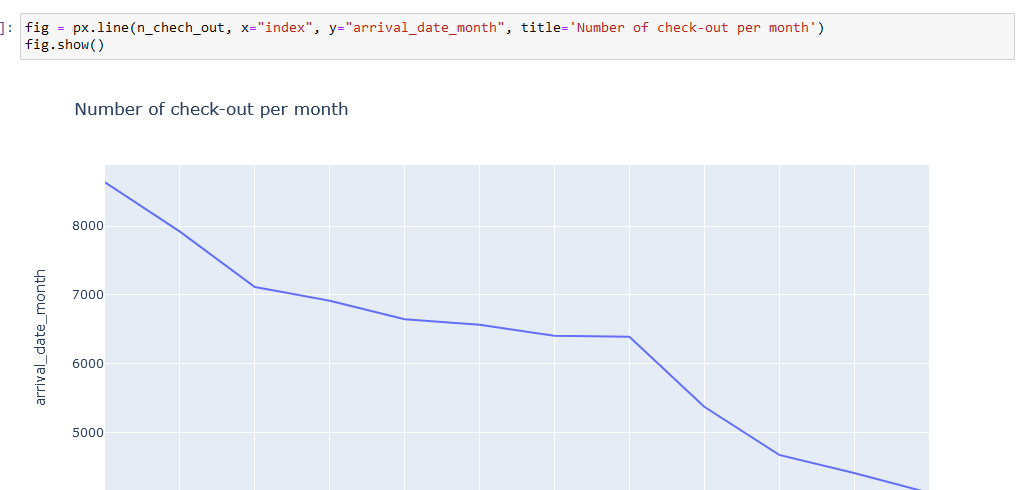 ]: fig = px.line(n_chech_out, x="index", y="arrival_date_month", title='Number of check-out per month')
fig.show()
Number of check-out per month
8000
7000
6000
5000
arrival_date_month